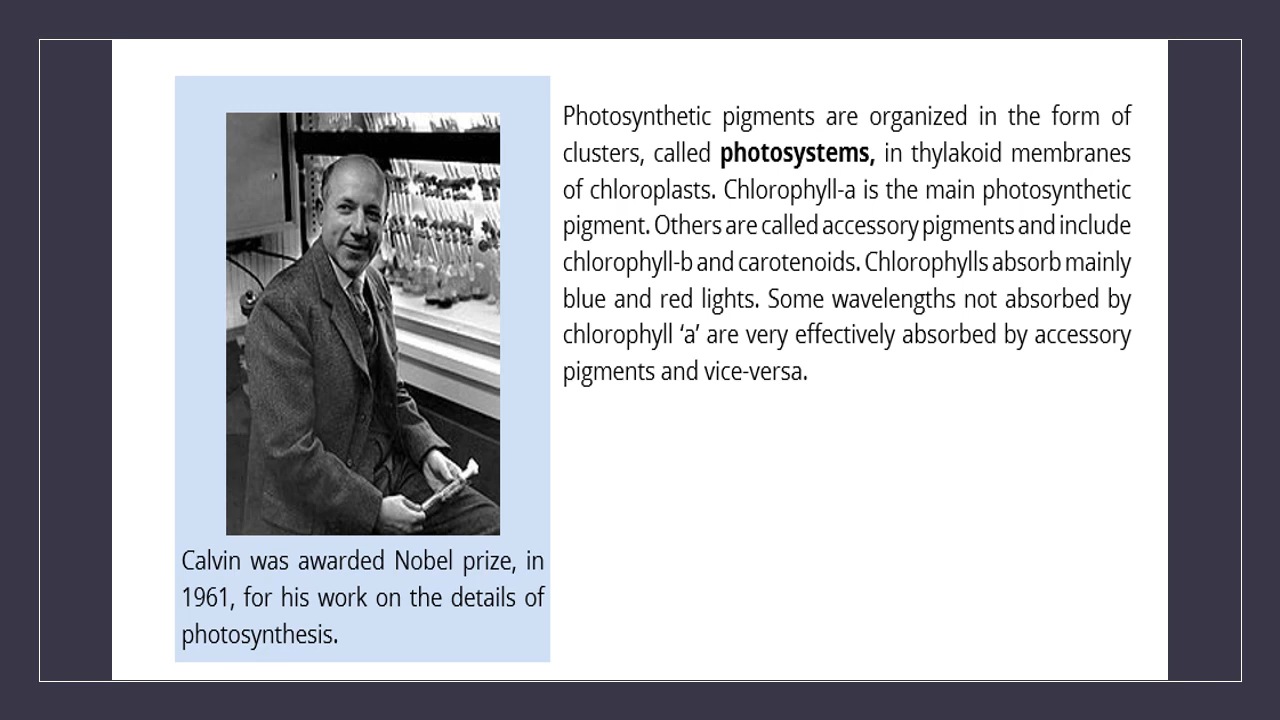 Photosynthetic pigments are organized in the form of
clusters, called photosystems, in thylakoid membranes
of chloroplasts. Chlorophyll-a is the main photosynthetic
pigment. Others are called accessory pigments and include
chlorophyll-b and carotenoids. Chlorophylls absorb mainly
blue and red lights. Some wavelengths not absorbed by
chlorophyll ‘a’ are very effectively absorbed by accessory
pigments and vice-versa.
Calvin was awarded Nobel prize, in
1961, for his work on the details of
photosynthesis.